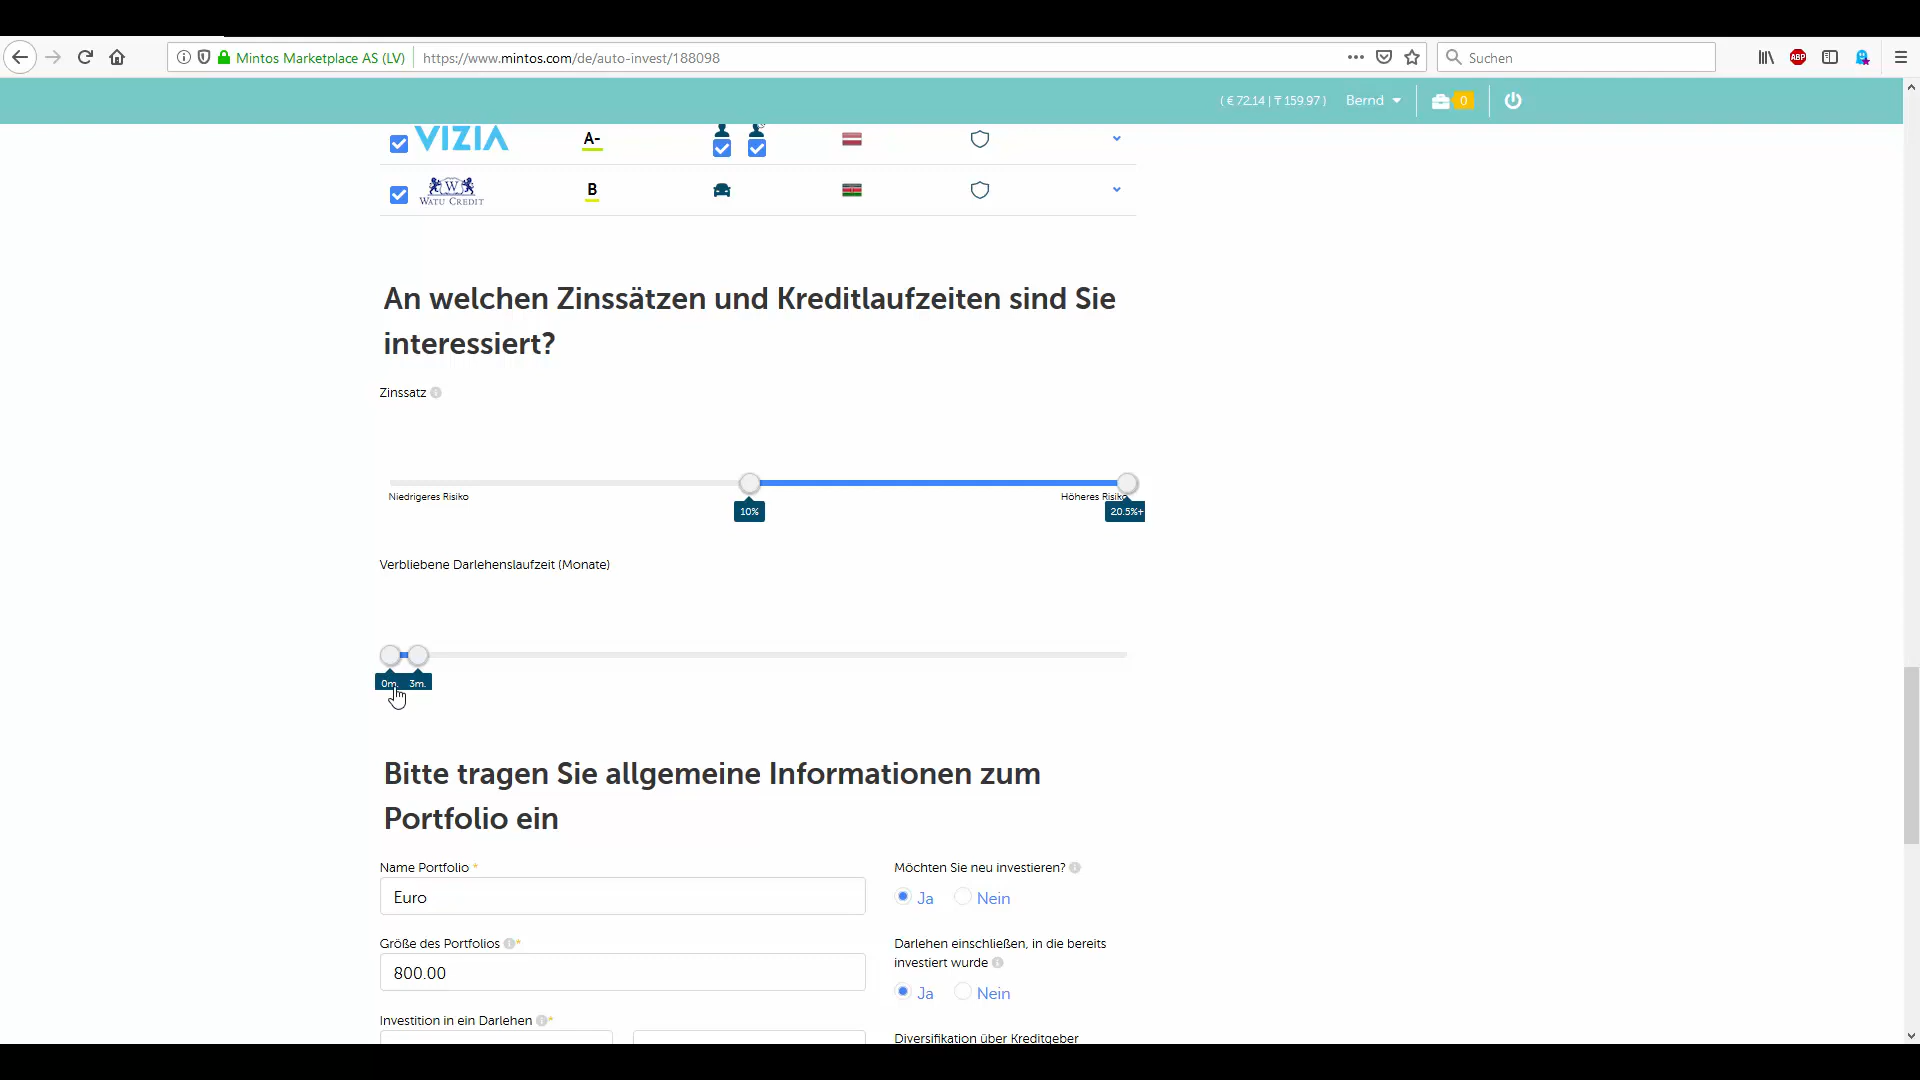 Mintos Marketplace AS (LV) https://www.mintos.com/de/auto-invest/188098 Suchen ABP
( € 72.14 | ₸ 159.97 ) Bernd 0
VIZIA A-
W B
WATU CREDIT
An welchen Zinssätzen und Kreditlaufzeiten sind Sie
interessiert?
Zinssatz
Niedrigeres Risiko Höheres Risiko
10% 20.5%+
Verbliebene Darlehenslaufzeit (Monate)
0m. 3m.
Bitte tragen Sie allgemeine Informationen zum
Portfolio ein
Name Portfolio * Möchten Sie neu investieren?
Euro Ja Nein
Größe des Portfolios * Darlehen einschließen, in die bereits
investiert wurde
800.00
Ja Nein
Investition in ein Darlehen *
Diversifikation über Kreditgeber